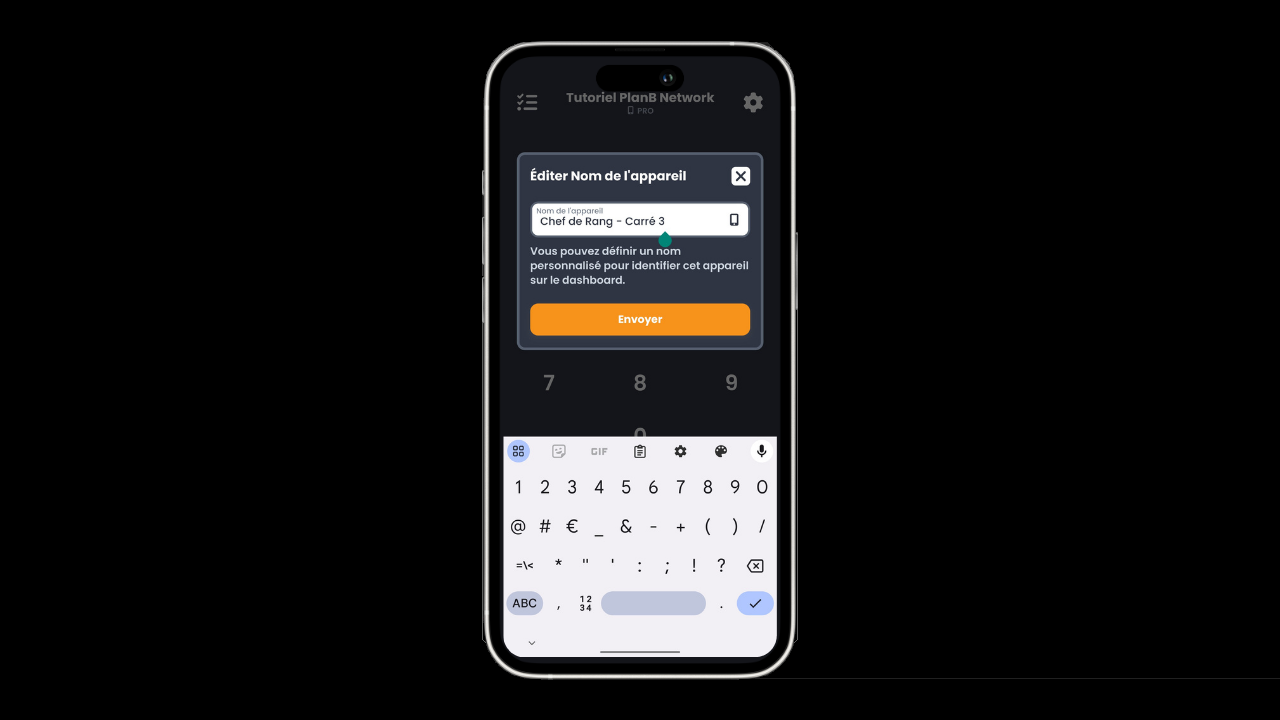 Tutoriel PlanB Network
PRO
Éditer Nom de l'appareil
Nom de l'appareil
Chef de Rang - Carré 3
Vous pouvez définir un nom
personnalisé pour identifier cet appareil
sur le dashboard.
Envoyer
7 8 9
0
GIF
1 2 3 4 5 6 7 8 9 0
@ # € _ & - + ( ) /
=\< * " ' : ; ! ?
ABC , 12 .
34